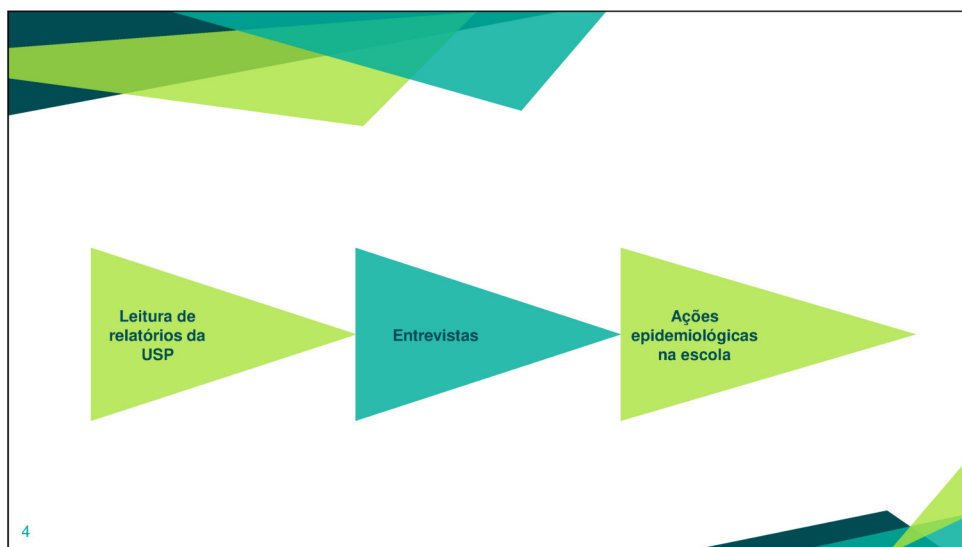 Leitura de
relatórios da
USP
Entrevistas
Ações
epidemiológicas
na escola
4